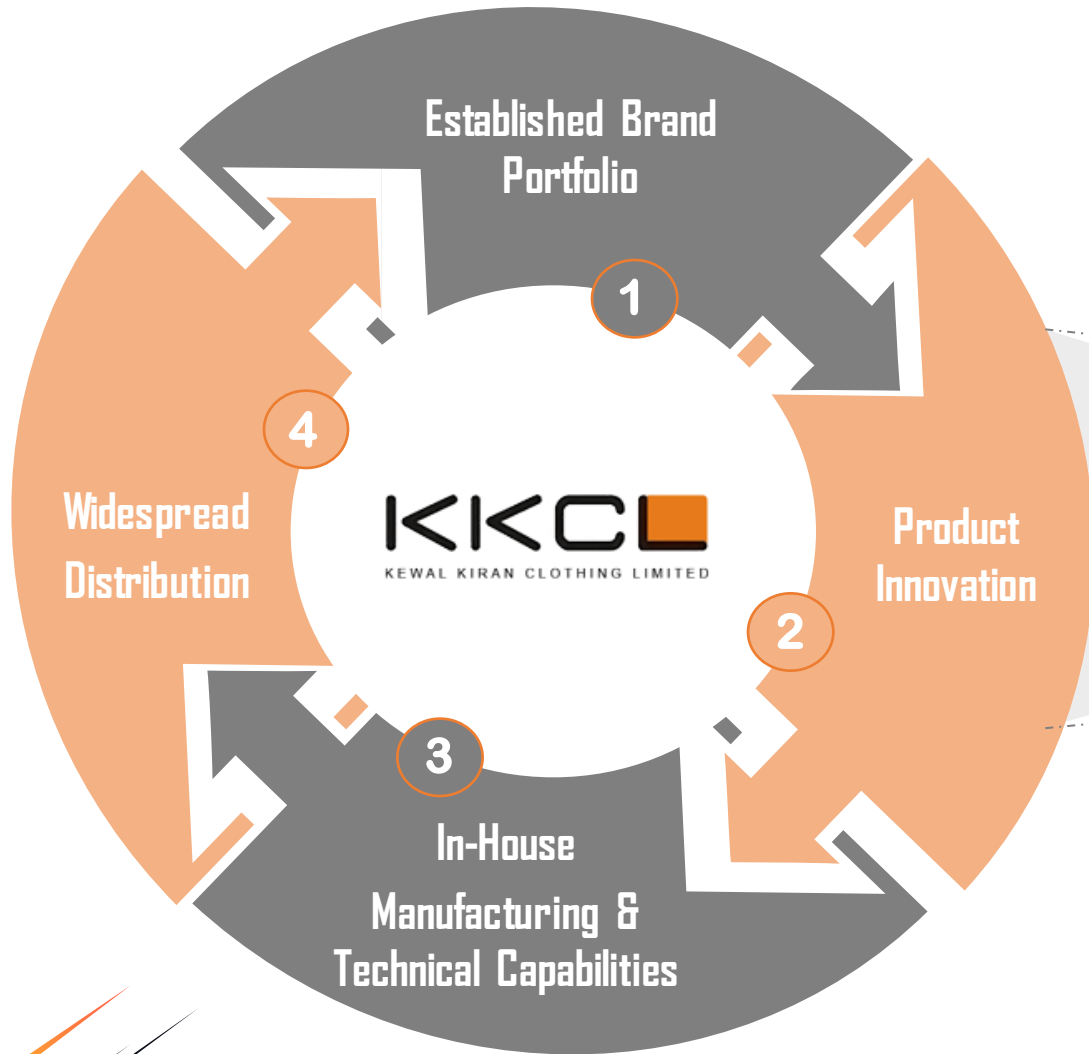 Established Brand
Portfolio
1
Product
Innovation
2
In-House
Manufacturing &
Technical Capabilities
3
Widespread
Distribution
4
KKCL
KEWAL KIRAN CLOTHING LIMITED